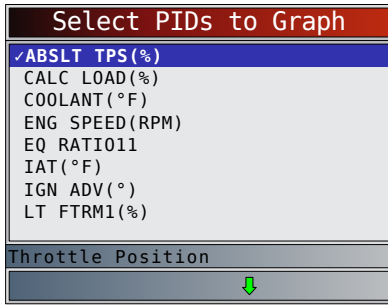 Select PIDs to Graph
✓ABSLT TPS(%)
CALC LOAD(%)
COOLANT(°F)
ENG SPEED(RPM)
EQ RATIO11
IAT(°F)
IGN ADV(°)
LT FTRM1(%)
Throttle Position